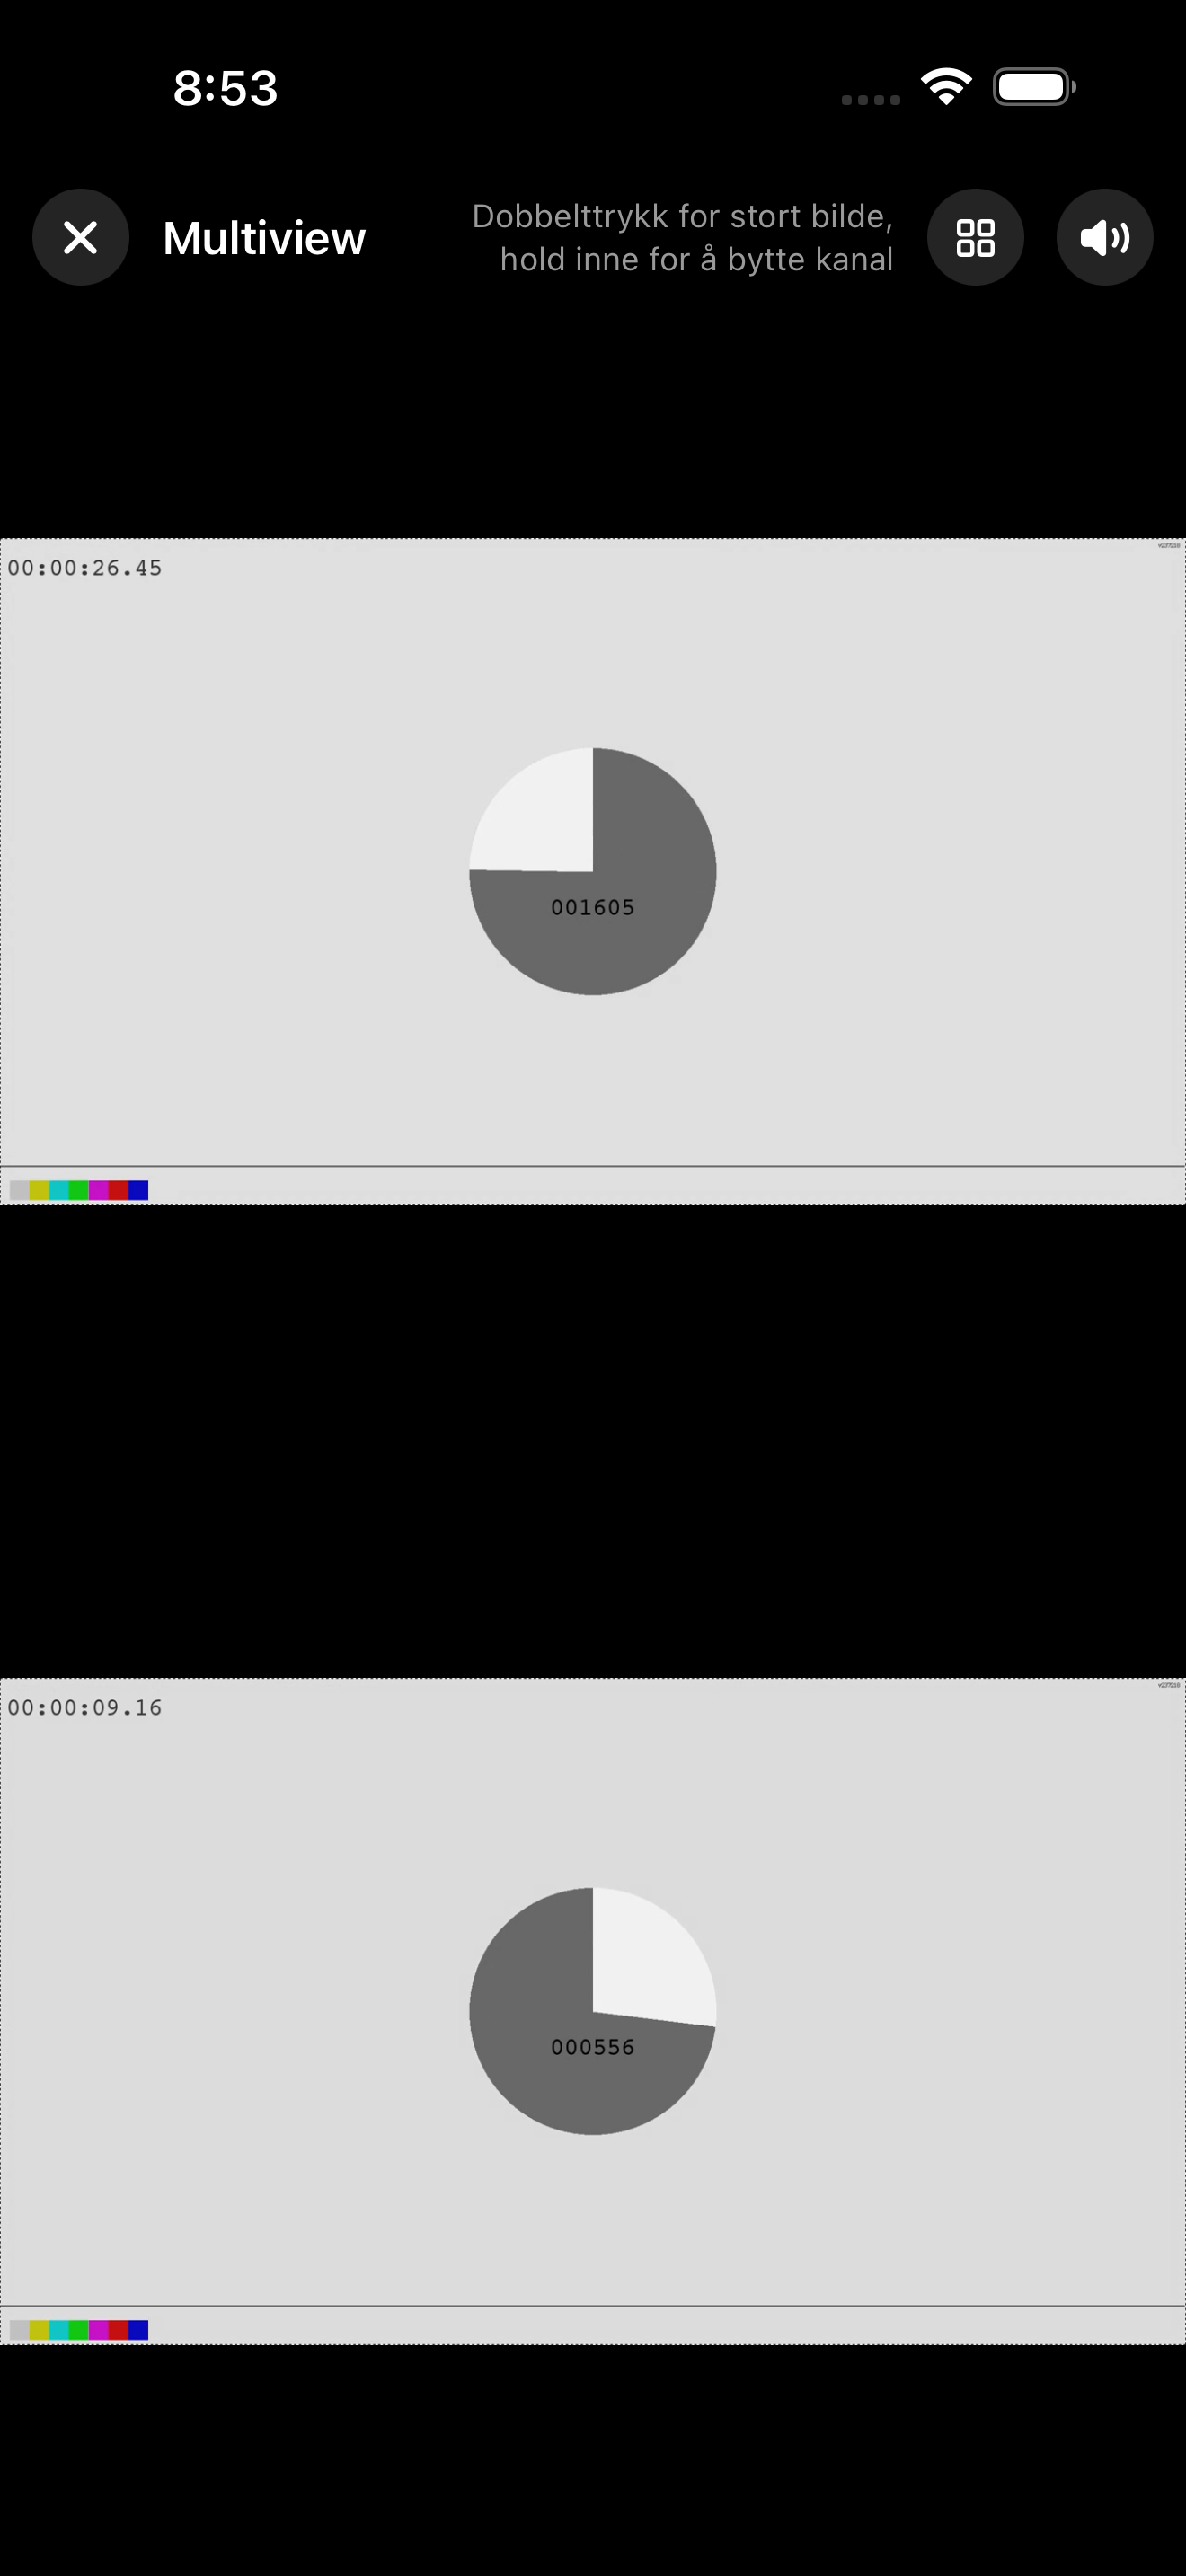 8:53
Multiview
Dobbelttrykk for stort bilde,
hold inne for å bytte kanal
00:00:26.45
001605
00:00:09.16
000556